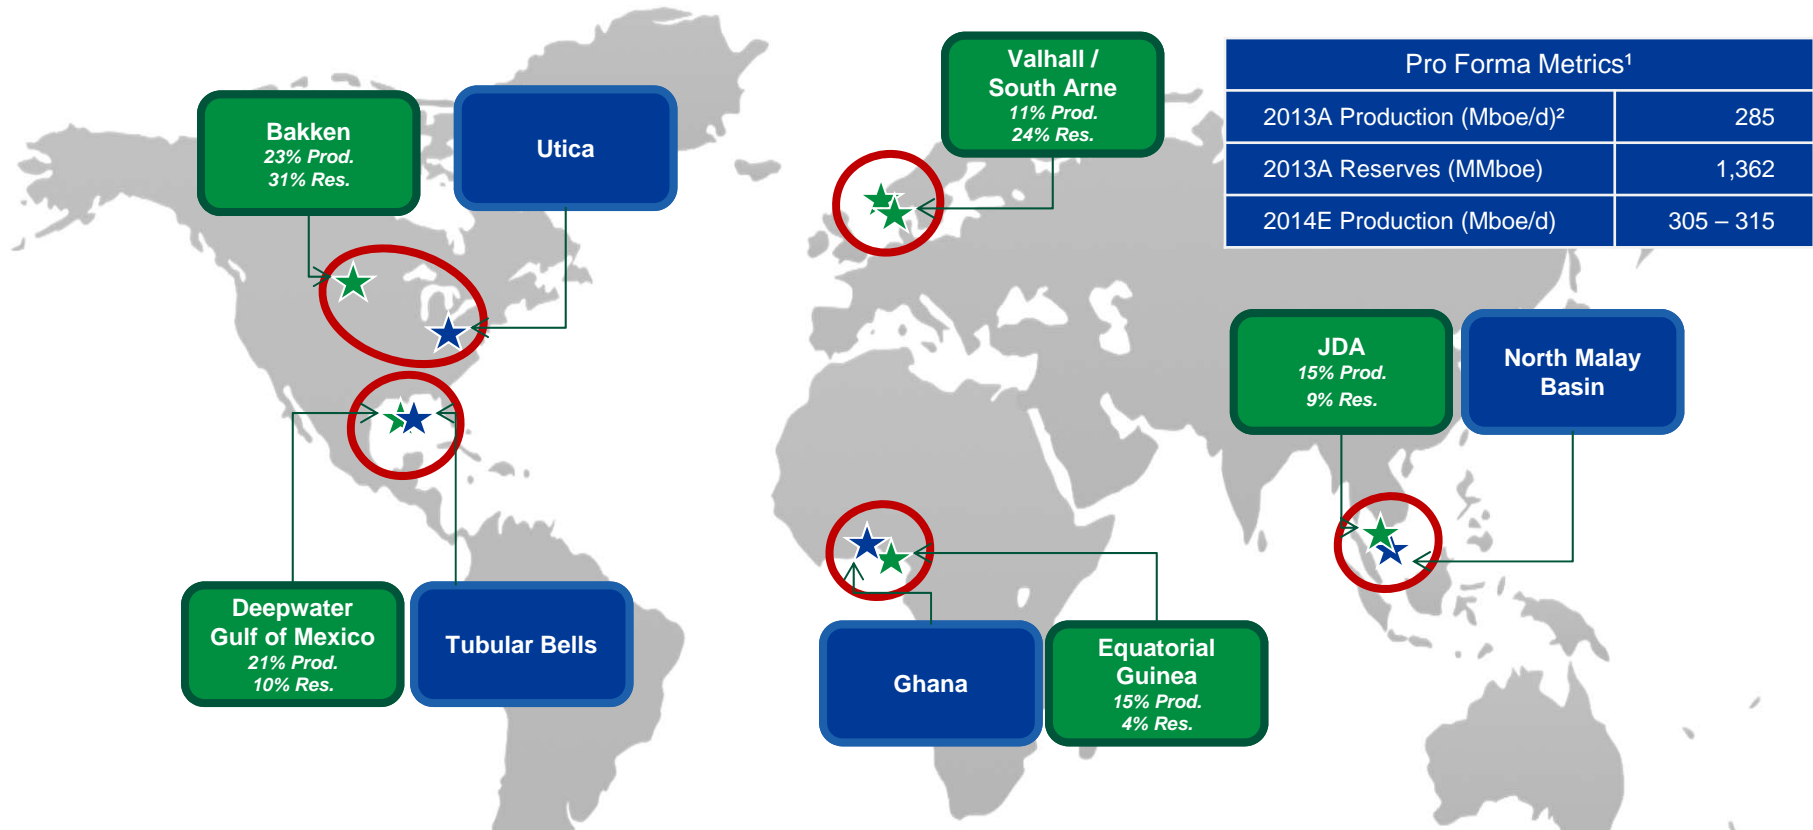 Valhall /
South Arne
11% Prod.
24% Res.
Pro Forma Metrics¹
2013A Production (Mboe/d)² 285
2013A Reserves (MMboe) 1,362
2014E Production (Mboe/d) 305 – 315
Bakken
23% Prod.
31% Res.
Utica
JDA
15% Prod.
9% Res.
North Malay
Basin
Deepwater
Gulf of Mexico
21% Prod.
10% Res.
Tubular Bells
Ghana
Equatorial
Guinea
15% Prod.
4% Res.